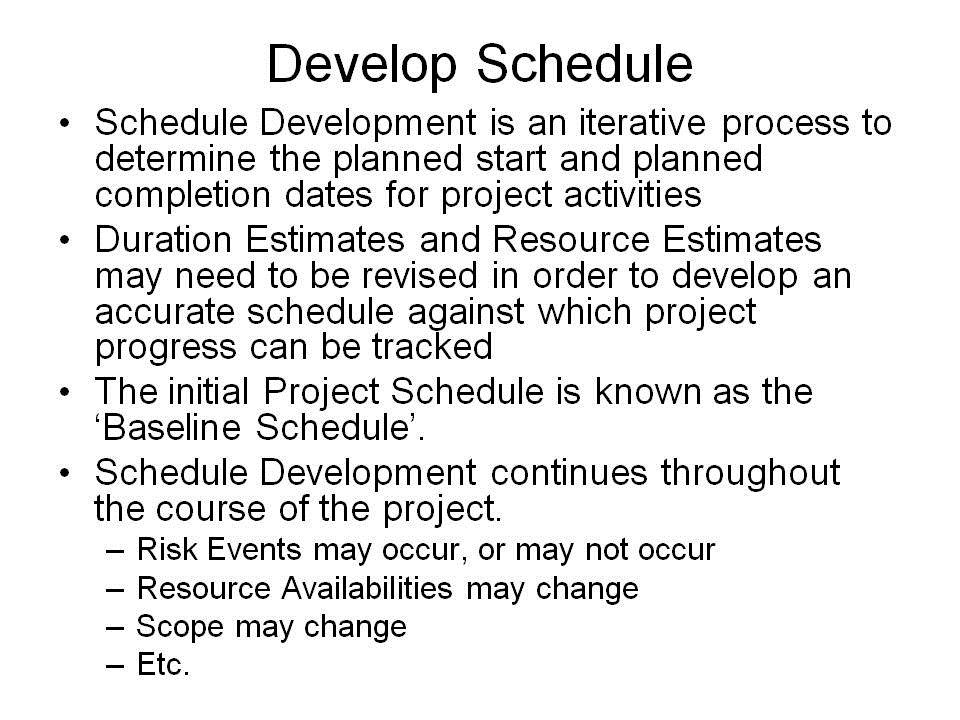 Develop Schedule
• Schedule Development is an iterative process to
determine the planned start and planned
completion dates for project activities
• Duration Estimates and Resource Estimates
may need to be revised in order to develop an
accurate schedule against which project
progress can be tracked
• The initial Project Schedule is known as the
‘Baseline Schedule’.
• Schedule Development continues throughout
the course of the project.
– Risk Events may occur, or may not occur
– Resource Availabilities may change
– Scope may change
– Etc.